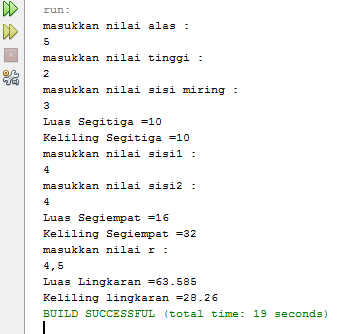 run:
masukkan nilai alas :
5
masukkan nilai tinggi :
2
masukkan nilai sisi miring :
3
Luas Segitiga =10
Keliling Segitiga =10
masukkan nilai sisi1 :
4
masukkan nilai sisi2 :
4
Luas Segiempat =16
Keliling Segiempat =32
masukkan nilai r :
4,5
Luas Lingkaran =63.585
Keliling lingkaran =28.26
BUILD SUCCESSFUL (total time: 19 seconds)